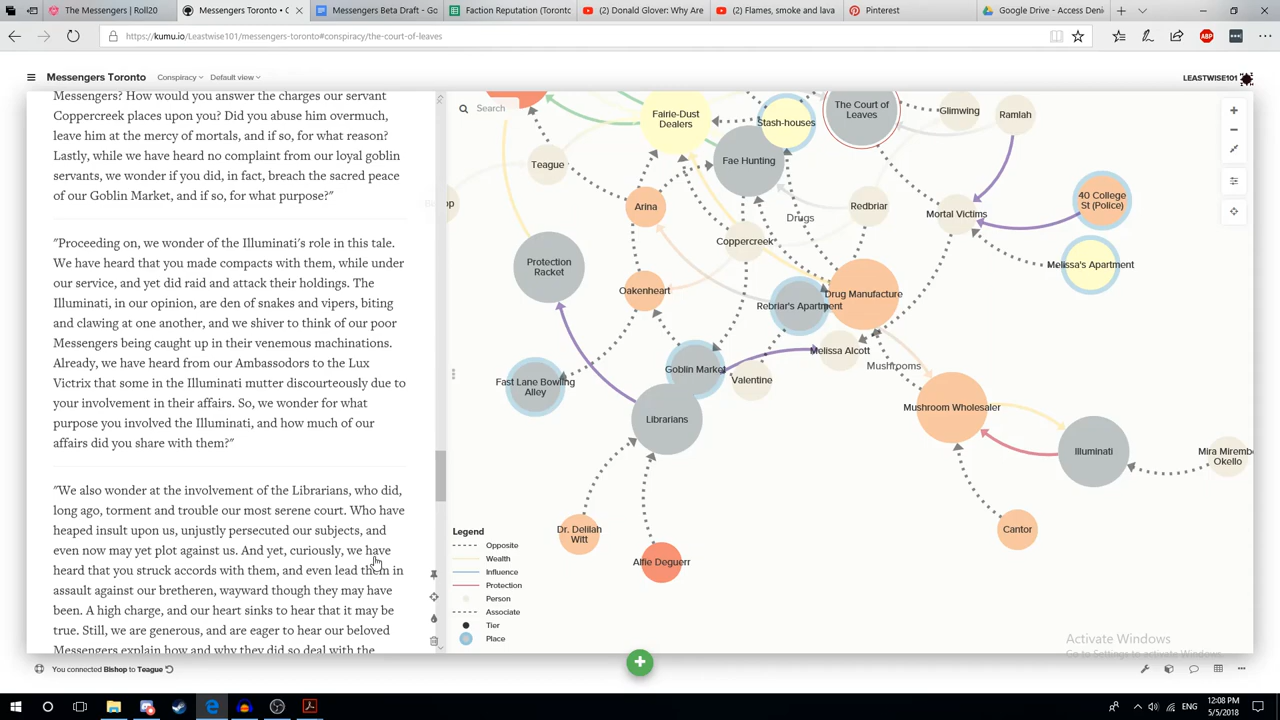 The Messengers | Roll20
Messengers Toronto • C
Messengers Beta Draft - Go
Faction Reputation (Toronto
(2) Donald Glover: Why Are
(2) Flames, smoke and lava
Pinterest
Google Drive - Access Deni
https://kumu.io/Leastwise101/messengers-toronto#conspiracy/the-court-of-leaves
ABP
Messengers Toronto
Conspiracy
Default view
LEASTWISE101
Messengers? How would you answer the charges our servant
Coppercreek places upon you? Did you abuse him overmuch,
leave him at the mercy of mortals, and if so, for what reason?
Lastly, while we have heard no complaint from our loyal goblin
servants, we wonder if you did, in fact, breach the sacred peace
of our Goblin Market, and if so, for what purpose?"
"Proceeding on, we wonder of the Illuminati's role in this tale.
We have heard that you made compacts with them, while under
our service, and yet did raid and attack their holdings. The
Illuminati, in our opinion, are den of snakes and vipers, biting
and clawing at one another, and we shiver to think of our poor
Messengers being caught up in their venemous machinations.
Already, we have heard from our Ambassadors to the Lux
Victrix that some in the Illuminati mutter discourteously due to
your involvement in their affairs. So, we wonder for what
purpose you involved the Illuminati, and how much of our
affairs did you share with them?"
"We also wonder at the involvement of the Librarians, who did,
long ago, torment and trouble our most serene court. Who have
heaped insult upon us, unjustly persecuted our subjects, and
even now may yet plot against us. And yet, curiously, we have
heard that you struck accords with them, and even lead them in
assault against our bretheren, wayward though they may have
been. A high charge, and our heart sinks to hear that it may be
true. Still, we are generous, and are eager to hear our beloved
Messengers explain how and why they did so deal with the
Search
Fairie-Dust
Dealers
Stash-houses
The Court of
Leaves
Glimwing
Ramlah
Teague
Fae Hunting
Arina
Redbriar
Drugs
Mortal Victims
40 College
St (Police)
Coppercreek
Protection
Racket
Melissa's Apartment
Oakenheart
Rebriar's Apartment
Drug Manufacture
Melissa Alcott
Mushrooms
Goblin Market
Valentine
Fast Lane Bowling
Alley
Librarians
Mushroom Wholesaler
Illuminati
Mira Mirembe
Okello
Dr. Delilah
Witt
Alfie Deguerr
Cantor
Legend
Opposite
Wealth
Influence
Protection
Person
Associate
Tier
Place
Activate Windows
Go to Settings to activate Windows.
You connected Bishop to Teague
ENG
12:08 PM
5/5/2018